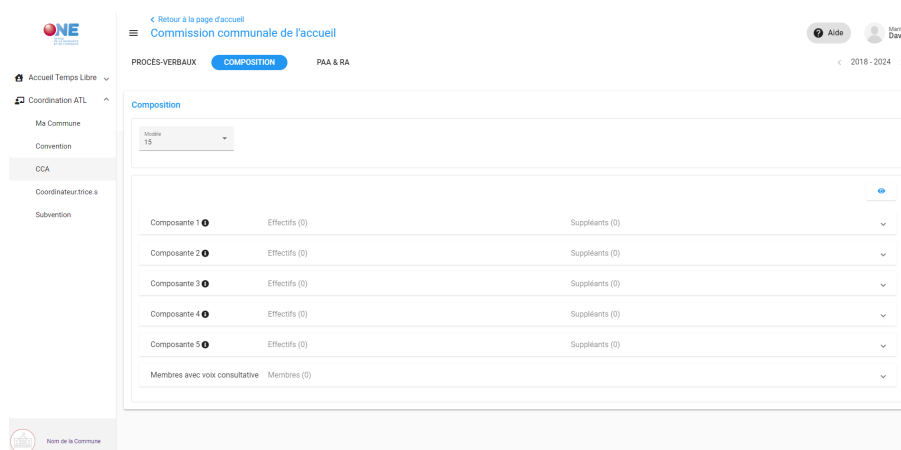 ONE
Retour à la page d'accueil
Commission communale de l'accueil
Aide
PROCÈS-VERBAUX
COMPOSITION
PAA & RA
2018 - 2024
Accueil Temps Libre
Coordination ATL
Ma Commune
Convention
CCA
Coordinateur.trice.s
Subvention
Composition
Modèle
15
Composante 1 Effectifs (0) Suppléants (0)
Composante 2 Effectifs (0) Suppléants (0)
Composante 3 Effectifs (0) Suppléants (0)
Composante 4 Effectifs (0) Suppléants (0)
Composante 5 Effectifs (0) Suppléants (0)
Membres avec voix consultative Membres (0)
Nom de la Commune